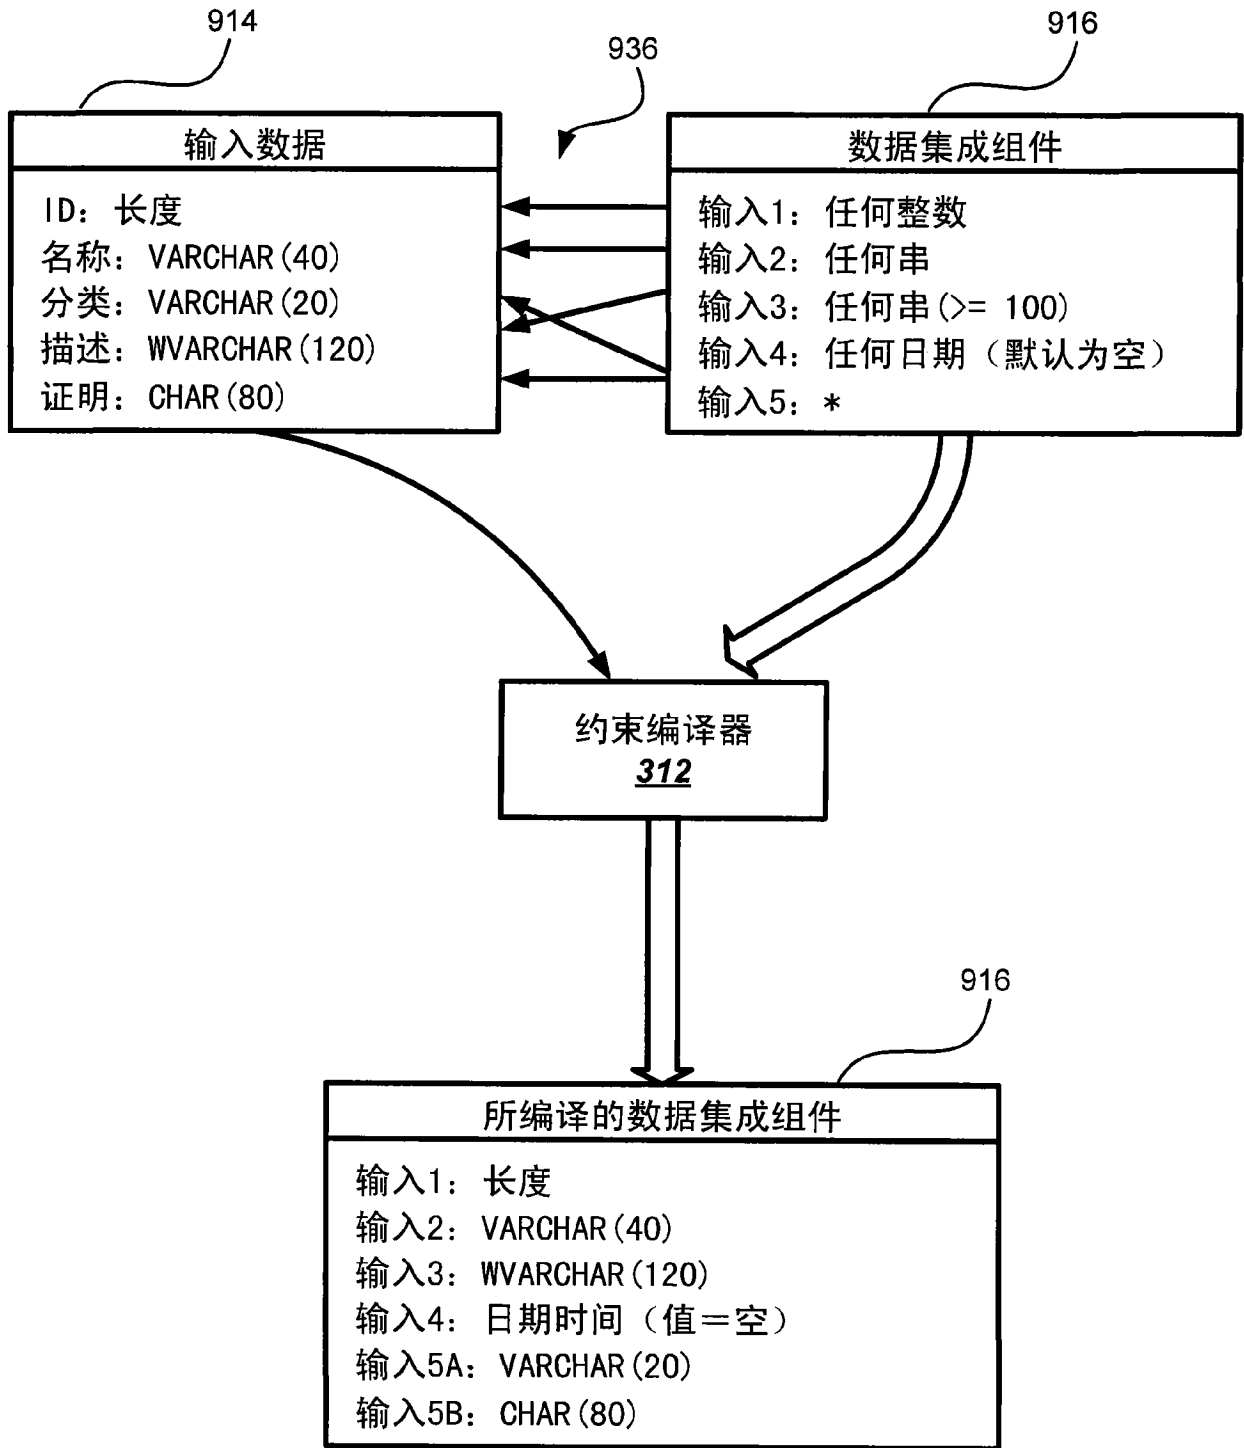 914
936
916
输入数据
ID: 长度
名称: VARCHAR(40)
分类: VARCHAR(20)
描述: WVARCHAR(120)
证明: CHAR(80)
数据集成组件
输入1: 任何整数
输入2: 任何串
输入3: 任何串(>= 100)
输入4: 任何日期（默认为空）
输入5: *
约束编译器
312
916
所编译的数据集成组件
输入1: 长度
输入2: VARCHAR(40)
输入3: WVARCHAR(120)
输入4: 日期时间（值＝空）
输入5A: VARCHAR(20)
输入5B: CHAR(80)